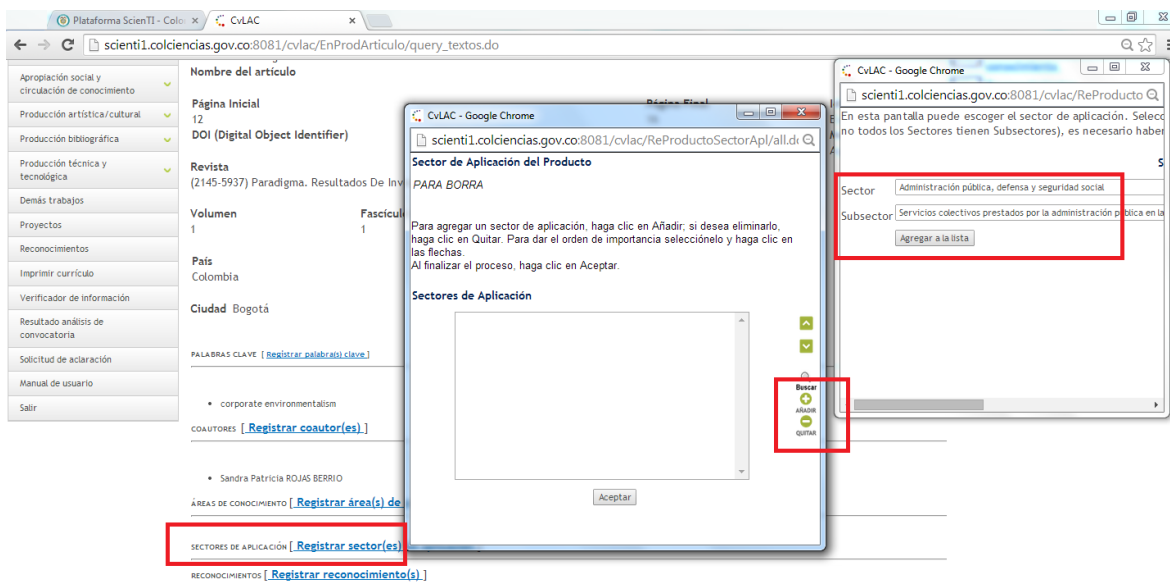 Plataforma ScienTI - Colo
CvLAC
scienti1.colciencias.gov.co:8081/cvlac/EnProdArticulo/query_textos.do
Apropiación social y
circulación de conocimiento
Producción artística/cultural
Producción bibliográfica
Producción técnica y
tecnológica
Demás trabajos
Proyectos
Reconocimientos
Imprimir currículo
Verificador de información
Resultado análisis de
convocatoria
Solicitud de aclaración
Manual de usuario
Salir
Nombre del artículo
Página Inicial
Página Final
12
DOI (Digital Object Identifier)
Revista
(2145-5937) Paradigma. Resultados De Inv
Volumen
Fascícul
1
1
País
Colombia
Ciudad Bogotá
PALABRAS CLAVE [ Registrar palabra(s) clave ]
• corporate environmentalism
COAUTORES [ Registrar coautor(es) ]
• Sandra Patricia ROJAS BERRIO
ÁREAS DE CONOCIMIENTO [ Registrar área(s) de
SECTORES DE APLICACIÓN [ Registrar sector(es)
RECONOCIMIENTOS [ Registrar reconocimiento(s) ]
CvLAC - Google Chrome
scienti1.colciencias.gov.co:8081/cvlac/ReProductoSectorApl/all.do
Sector de Aplicación del Producto
PARA BORRA
Para agregar un sector de aplicación, haga clic en Añadir; si desea eliminarlo,
haga clic en Quitar. Para dar el orden de importancia selecciónelo y haga clic en
las flechas.
Al finalizar el proceso, haga clic en Aceptar.
Sectores de Aplicación
Buscar
AÑADIR
QUITAR
Aceptar
CvLAC - Google Chrome
scienti1.colciencias.gov.co:8081/cvlac/ReProducto
En esta pantalla puede escoger el sector de aplicación. Selecc
no todos los Sectores tienen Subsectores), es necesario haber
S
Sector Administración pública, defensa y seguridad social
Subsector Servicios colectivos prestados por la administración pública en la
Agregar a la lista